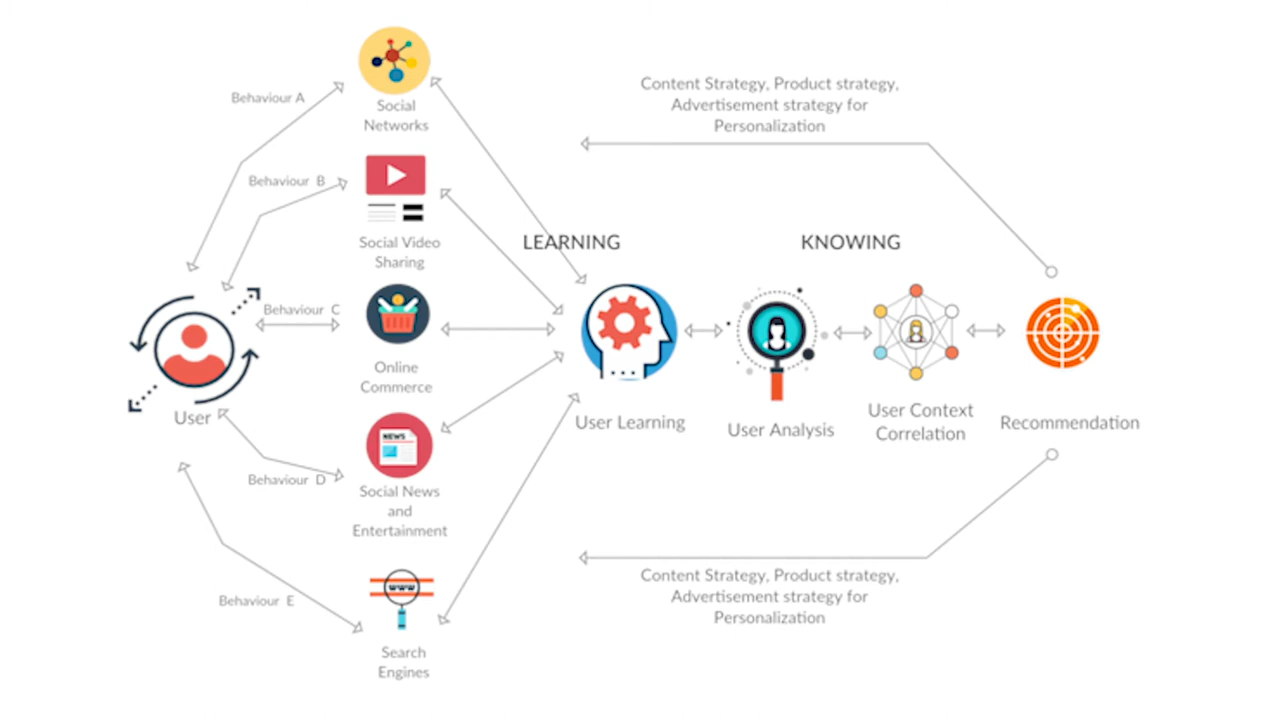 Content Strategy, Product strategy,
Advertisement strategy for
Personalization
Behaviour A
Social
Networks
Behaviour B
Social Video
Sharing
LEARNING
KNOWING
Behaviour C
Online
Commerce
User
User Learning
User Analysis
User Context
Correlation
Recommendation
NEWS
Behaviour D
Social News
and
Entertainment
www
Behaviour E
Search
Engines
Content Strategy, Product strategy,
Advertisement strategy for
Personalization